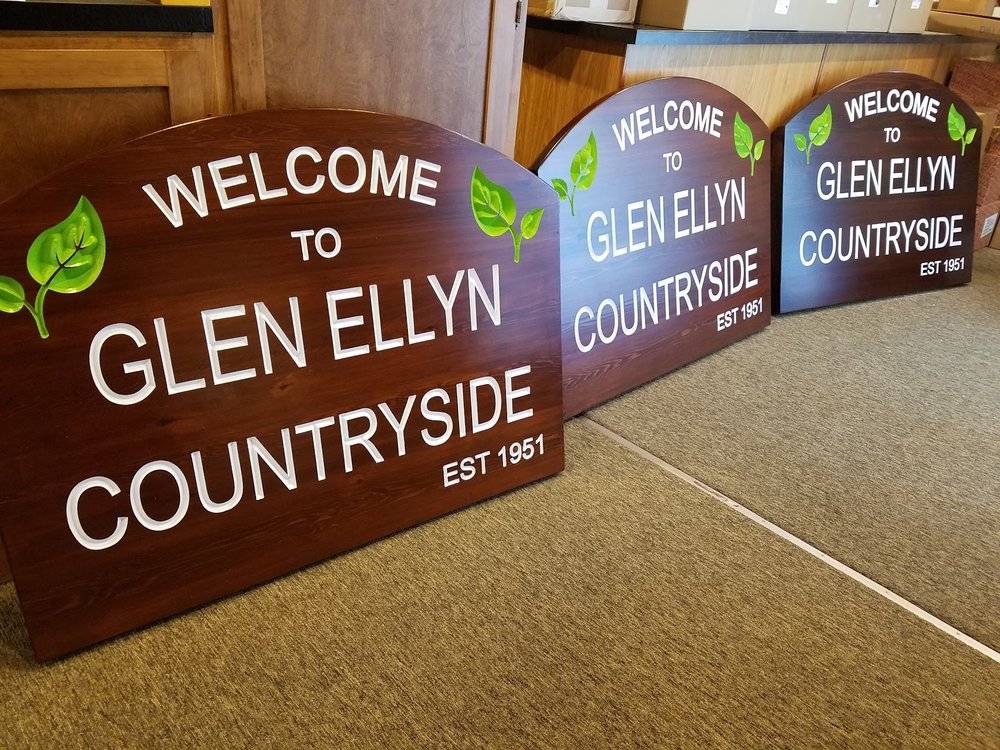 WELCOME
TO
GLEN ELLYN
COUNTRYSIDE
EST 1951
WELCOME
TO
GLEN ELLYN
COUNTRYSIDE
EST 1951
WELCOME
TO
GLEN ELLYN
COUNTRYSIDE
EST 1951